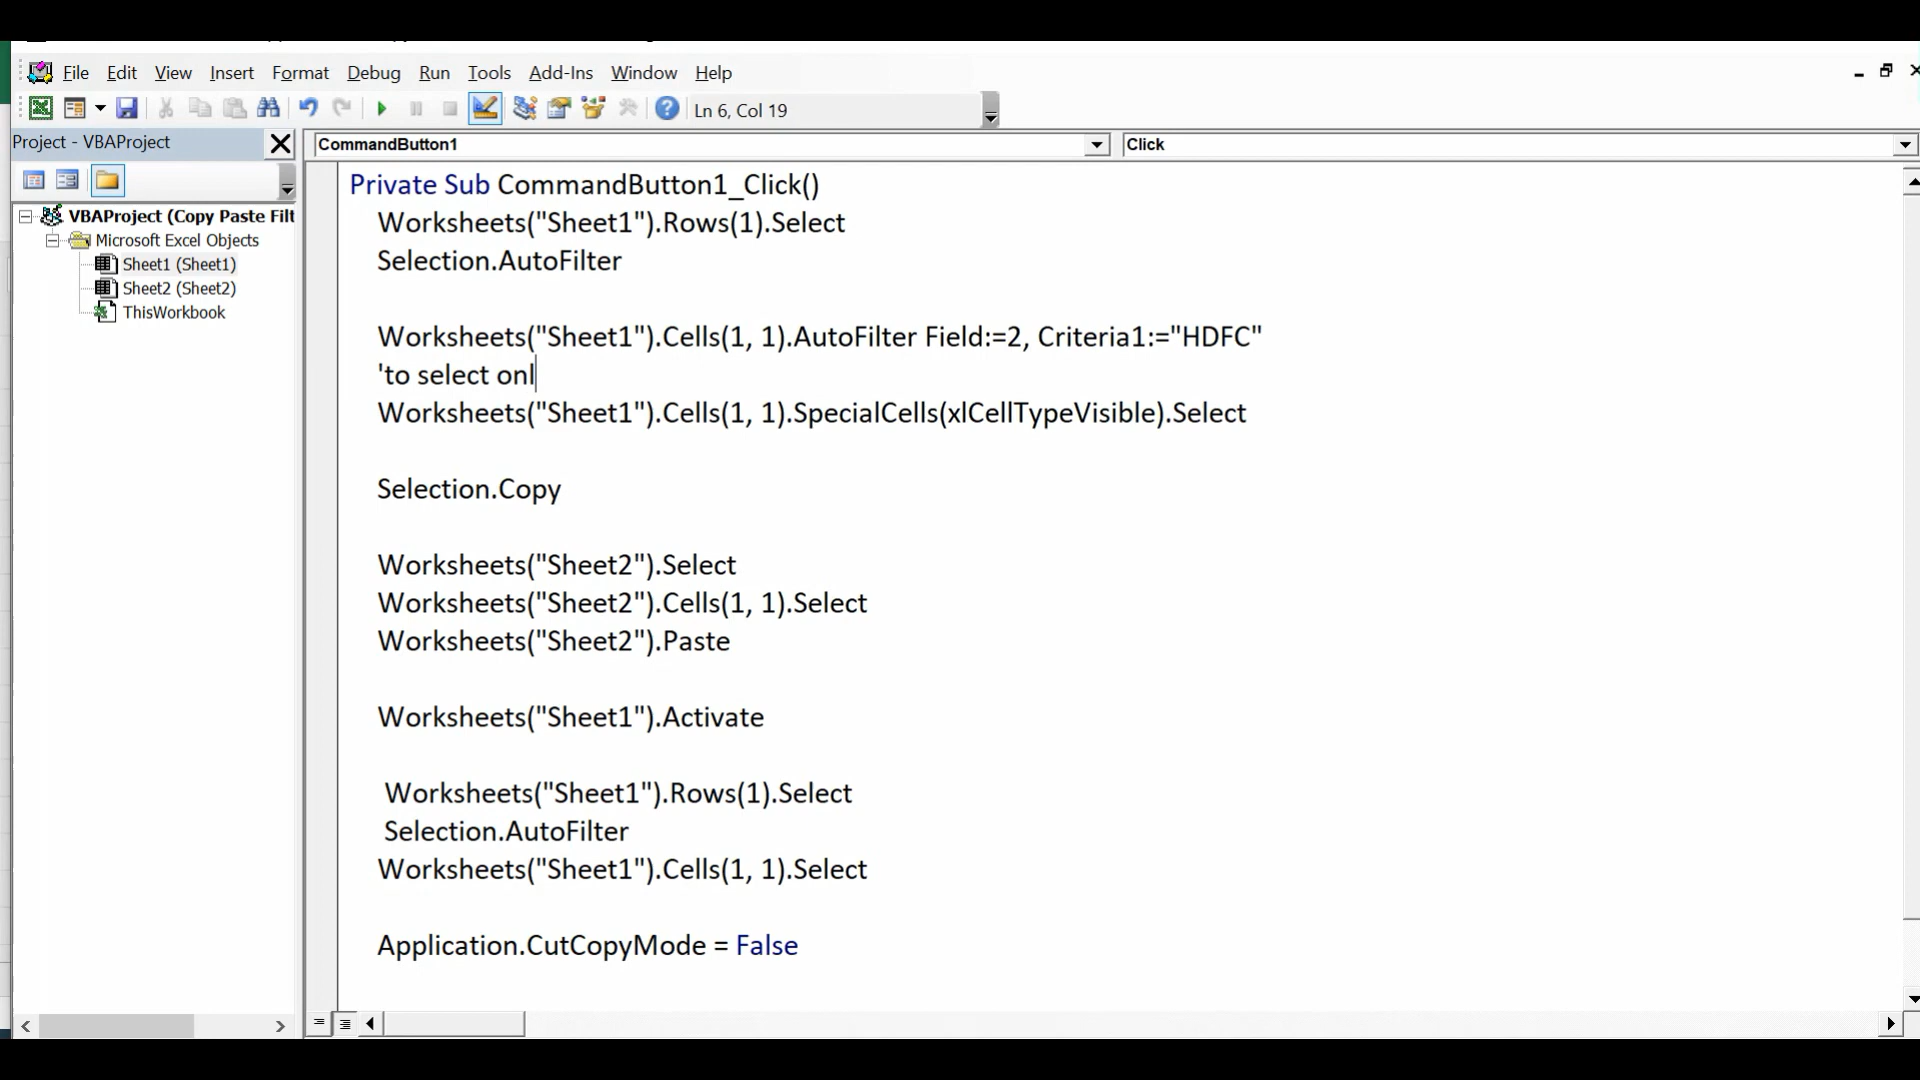 File Edit View Insert Format Debug Run Tools Add-Ins Window Help
Ln 6, Col 19
Project - VBAProject
CommandButton1
Click
VBAProject (Copy Paste Filt
Microsoft Excel Objects
Sheet1 (Sheet1)
Sheet2 (Sheet2)
ThisWorkbook
Private Sub CommandButton1_Click()
Worksheets("Sheet1").Rows(1).Select
Selection.AutoFilter
Worksheets("Sheet1").Cells(1, 1).AutoFilter Field:=2, Criteria1:="HDFC"
'to select onl
Worksheets("Sheet1").Cells(1, 1).SpecialCells(xlCellTypeVisible).Select
Selection.Copy
Worksheets("Sheet2").Select
Worksheets("Sheet2").Cells(1, 1).Select
Worksheets("Sheet2").Paste
Worksheets("Sheet1").Activate
Worksheets("Sheet1").Rows(1).Select
Selection.AutoFilter
Worksheets("Sheet1").Cells(1, 1).Select
Application.CutCopyMode = False